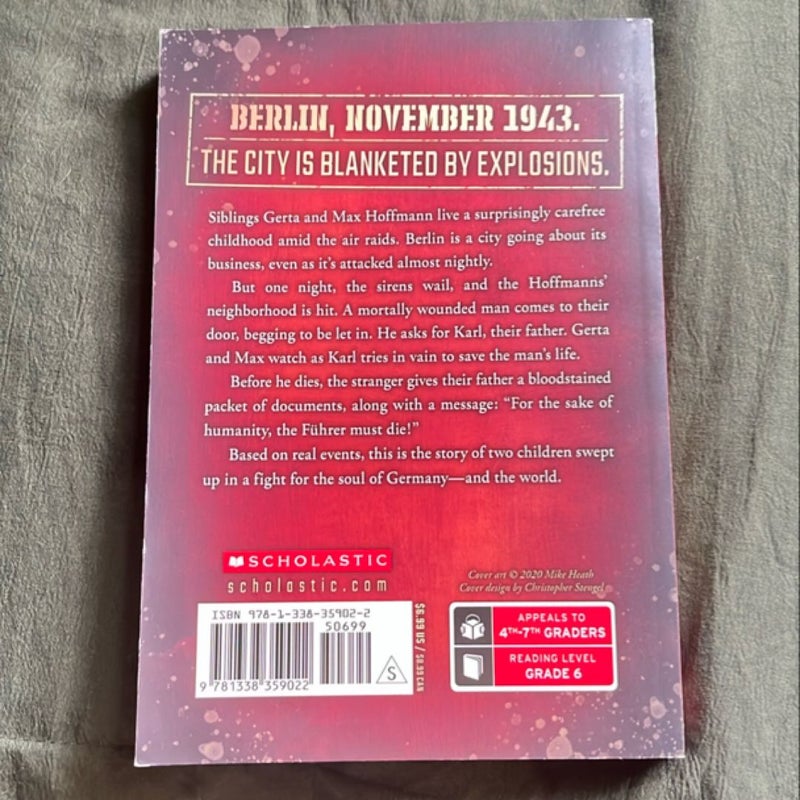 BERLIN, NOVEMBER 1943.
THE CITY IS BLANKETED BY EXPLOSIONS.
Siblings Gerta and Max Hoffmann live a surprisingly carefree
childhood amid the air raids. Berlin is a city going about its
business, even as it's attacked almost nightly.
But one night, the sirens wail, and the Hoffmanns'
neighborhood is hit. A mortally wounded man comes to their
door, begging to be let in. He asks for Karl, their father. Gerta
and Max watch as Karl tries in vain to save the man's life.
Before he dies, the stranger gives their father a bloodstained
packet of documents, along with a message: “For the sake of
humanity, the Führer must die!”
Based on real events, this is the story of two children swept
up in a fight for the soul of Germany—and the world.
SCHOLASTIC
scholastic.com
Cover art © 2020 Mike Heath
Cover design by Christopher Stengel
ISBN 978-1-338-35902-2
50699
9 781338 359022
S
$6.99 US / $8.99 CAN
APPEALS TO
4TH-7TH GRADERS
READING LEVEL
GRADE 6